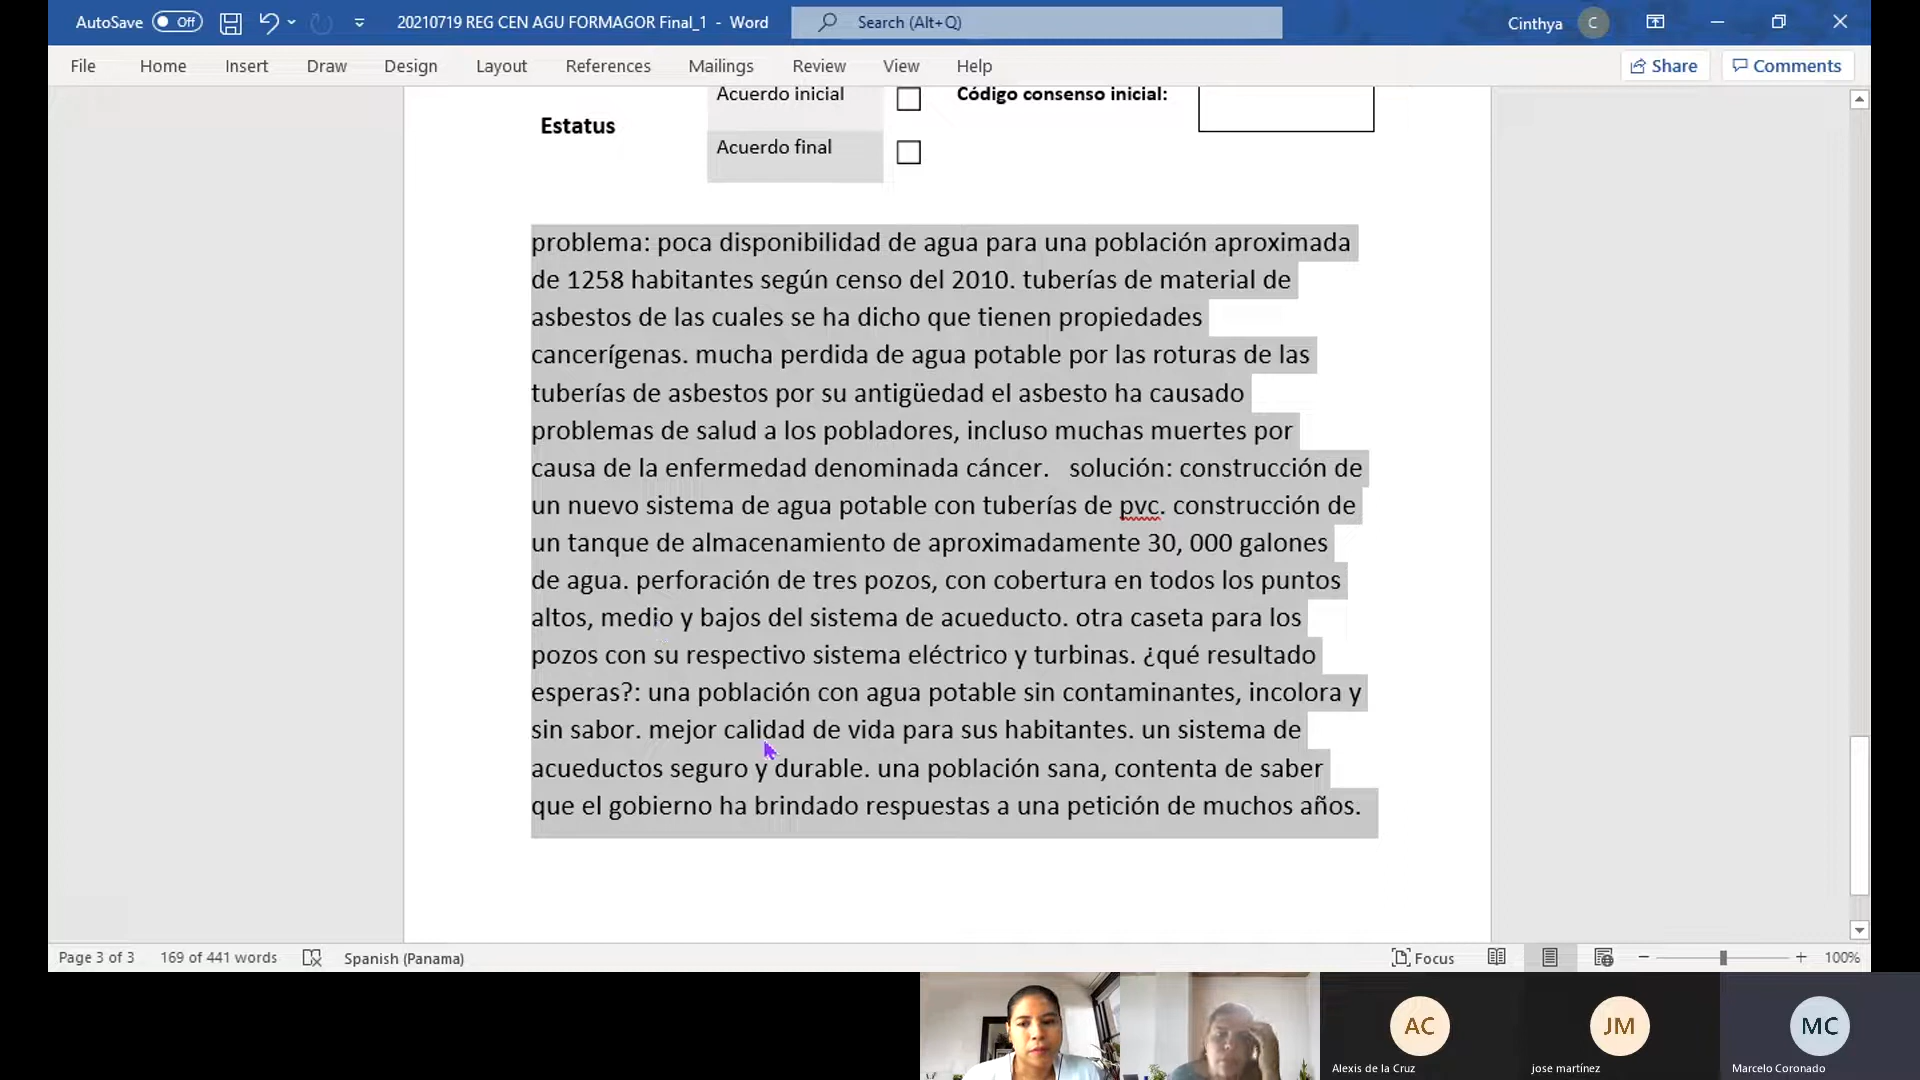 AutoSave Off 20210719 REG CEN AGU FORMAGOR Final_1 - Word Search (Alt+Q) Cinthya C
File Home Insert Draw Design Layout References Mailings Review View Help Share Comments
Acuerdo inicial Código consenso inicial:
Estatus
Acuerdo final
problema: poca disponibilidad de agua para una población aproximada
de 1258 habitantes según censo del 2010. tuberías de material de
asbestos de las cuales se ha dicho que tienen propiedades
cancerígenas. mucha perdida de agua potable por las roturas de las
tuberías de asbestos por su antigüedad el asbesto ha causado
problemas de salud a los pobladores, incluso muchas muertes por
causa de la enfermedad denominada cáncer. solución: construcción de
un nuevo sistema de agua potable con tuberías de pvc. construcción de
un tanque de almacenamiento de aproximadamente 30, 000 galones
de agua. perforación de tres pozos, con cobertura en todos los puntos
altos, medio y bajos del sistema de acueducto. otra caseta para los
pozos con su respectivo sistema eléctrico y turbinas. ¿qué resultado
esperas?: una población con agua potable sin contaminantes, incolora y
sin sabor. mejor calidad de vida para sus habitantes. un sistema de
acueductos seguro y durable. una población sana, contenta de saber
que el gobierno ha brindado respuestas a una petición de muchos años.
Page 3 of 3 169 of 441 words Spanish (Panama) Focus 100%
AC JM MC
Alexis de la Cruz jose martínez Marcelo Coronado